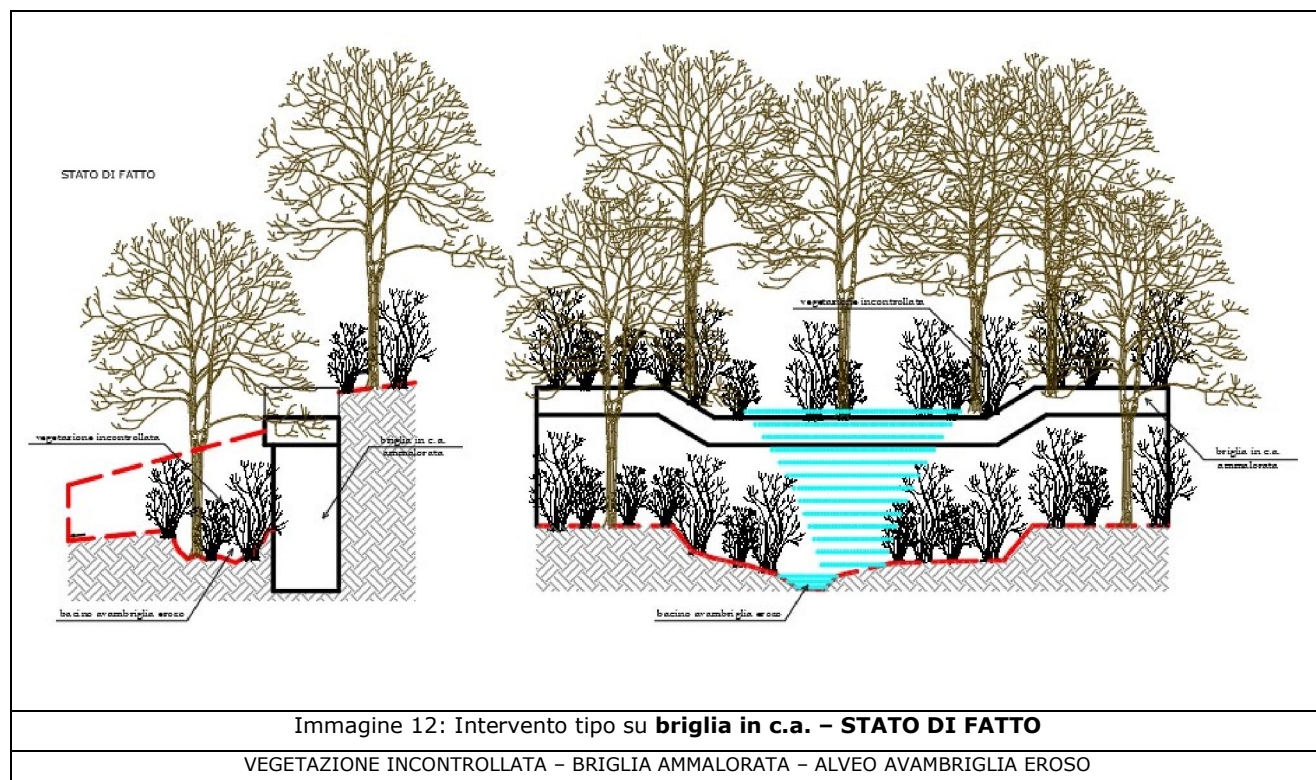 STATO DI FATTO
vegetazione incontrollata
vegetazione incontrollata
briglia in c.a.
ammalorata
briglia in c.a.
ammalorata
bacino avambriglia eroso
bacino avambriglia eroso
Immagine 12: Intervento tipo su briglia in c.a. – STATO DI FATTO
VEGETAZIONE INCONTROLLATA – BRIGLIA AMMALORATA – ALVEO AVAMBRIGLIA EROSO